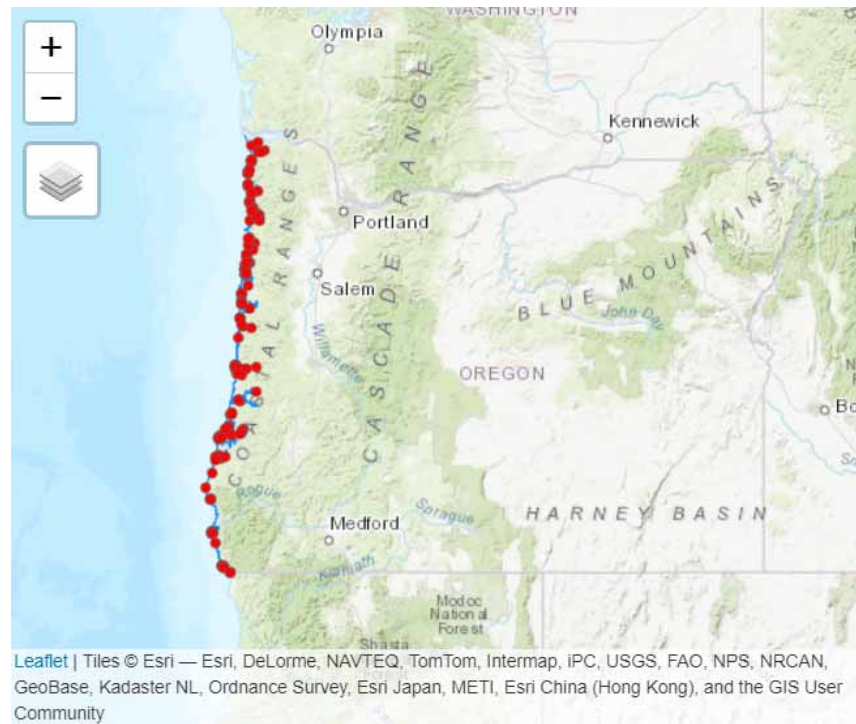 WASHINGTON
Olympia
+
−
Kennewick
COASTAL RANGES
CASCADE RANGE
Portland
BLUE MOUNTAINS
Salem
John Day
Willamette
OREGON
Bo
Rogue
Sprague
HARNEY BASIN
Medford
Klamath
Modoc
National
Forest
Shasta
Leaflet | Tiles © Esri — Esri, DeLorme, NAVTEQ, TomTom, Intermap, iPC, USGS, FAO, NPS, NRCAN,
GeoBase, Kadaster NL, Ordnance Survey, Esri Japan, METI, Esri China (Hong Kong), and the GIS User
Community